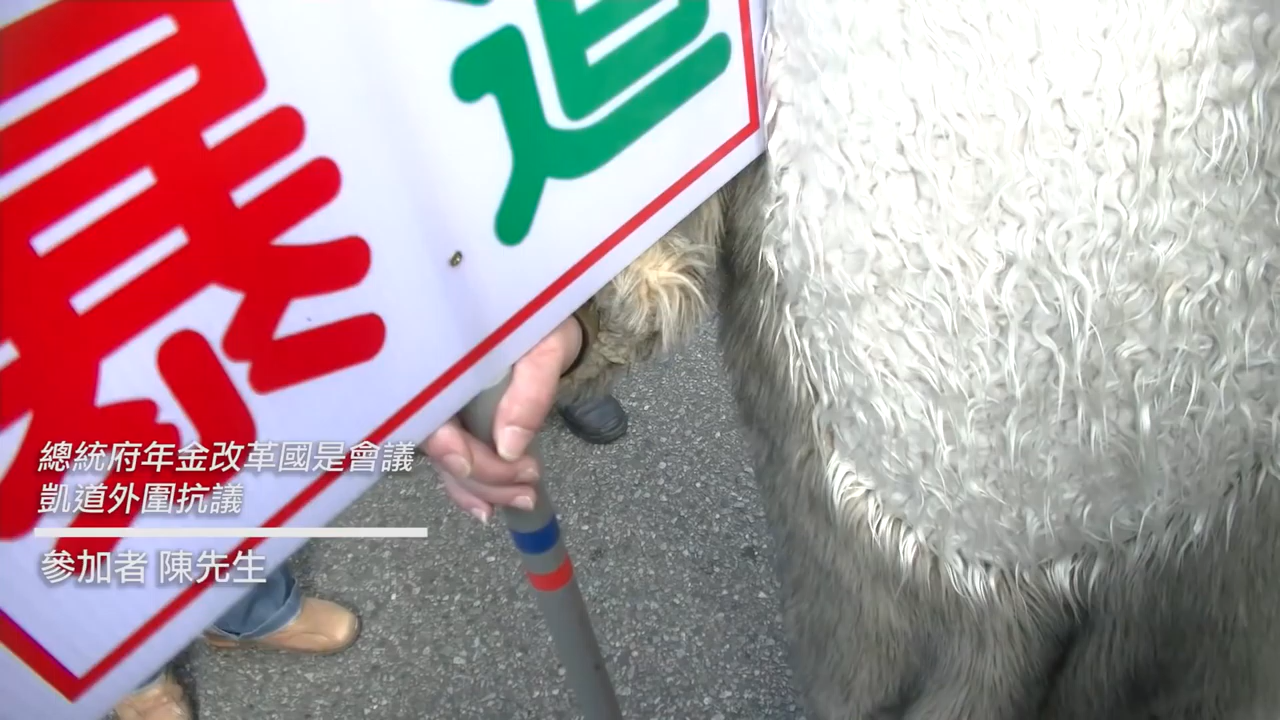 暴
總統府年金改革國是會議
凱道外圍抗議
參加者 陳先生